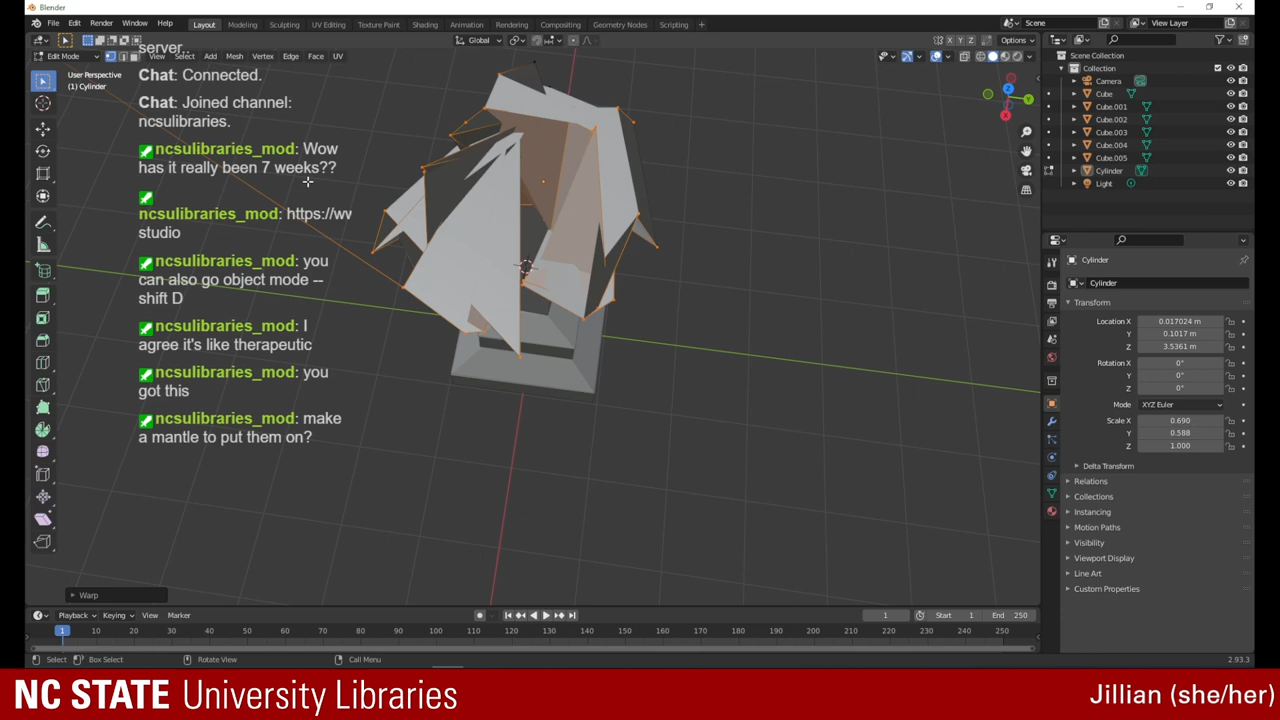 Blender
File Edit Render Window Help
Layout Modeling Sculpting UV Editing Texture Paint Shading Animation Rendering Compositing Geometry Nodes Scripting +
Scene
View Layer
Global
X Y Z
Options
Edit Mode
View Select Add Mesh Vertex Edge Face UV
User Perspective
(1) Cylinder
server..
Chat: Connected.
Chat: Joined channel:
ncsulibraries.
ncsulibraries_mod: Wow
has it really been 7 weeks??
ncsulibraries_mod: https://ww
studio
ncsulibraries_mod: you
can also go object mode --
shift D
ncsulibraries_mod: I
agree it's like therapeutic
ncsulibraries_mod: you
got this
ncsulibraries_mod: make
a mantle to put them on?
Z
Y
X
Warp
Scene Collection
Collection
Camera
Cube
Cube.001
Cube.002
Cube.003
Cube.004
Cube.005
Cylinder
Light
Cylinder
Cylinder
Transform
Location X 0.017024 m
Y 0.1017 m
Z 3.5361 m
Rotation X 0°
Y 0°
Z 0°
Mode XYZ Euler
Scale X 0.690
Y 0.588
Z 1.000
Delta Transform
Relations
Collections
Instancing
Motion Paths
Visibility
Viewport Display
Line Art
Custom Properties
Playback Keying View Marker
1 Start 1 End 250
1 10 20 30 40 50 60 70 80 90 100 110 120 130 140 150 160 170 180 190 200 210 220 230 240 250
Select Box Select Rotate View Call Menu
2.93.3
NC STATE University Libraries
Jillian (she/her)